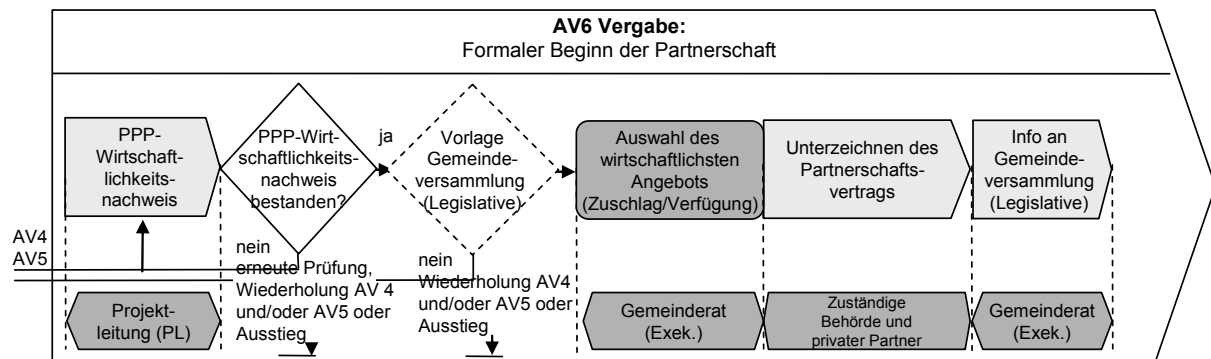 AV6 Vergabe:
Formaler Beginn der Partnerschaft
PPP-
Wirtschaft-
lichkeits-
nachweis
PPP-Wirt-
schaftlichkeits-
nachweis
bestanden?
ja
Vorlage
Gemeinde-
versammlung
(Legislative)
Auswahl des
wirtschaftlichsten
Angebots
(Zuschlag/Verfügung)
Unterzeichnen des
Partnerschafts-
vertrags
Info an
Gemeinde-
versammlung
(Legislative)
AV4
AV5
nein
erneute Prüfung,
Wiederholung AV 4
und/oder AV5 oder
Ausstieg
nein
Wiederholung AV4
und/oder AV5 oder
Ausstieg
Projekt-
leitung (PL)
Gemeinderat
(Exek.)
Zuständige
Behörde und
privater Partner
Gemeinderat
(Exek.)